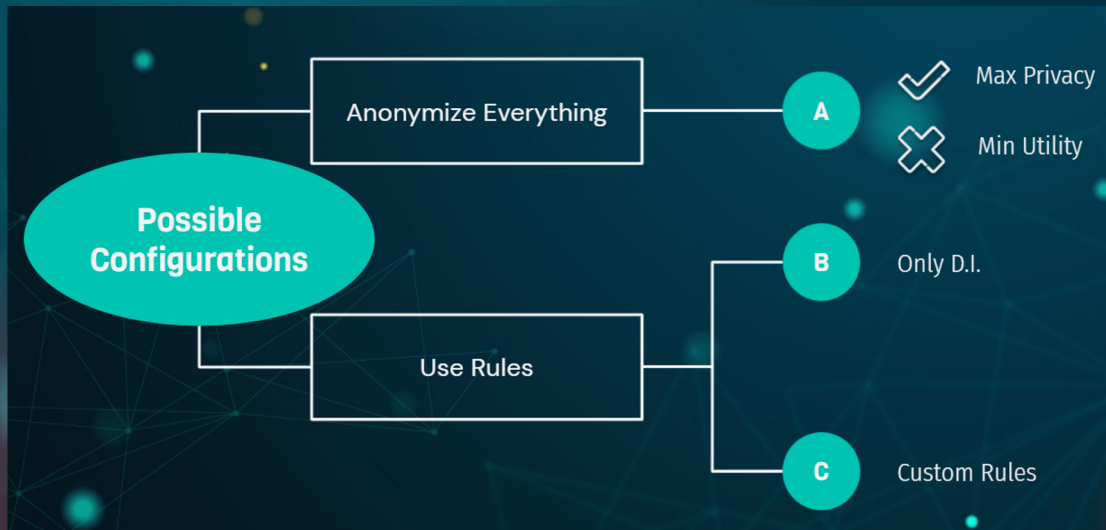 Anonymize Everything
A
Max Privacy
Min Utility
Possible
Configurations
B
Only D.I.
Use Rules
C
Custom Rules